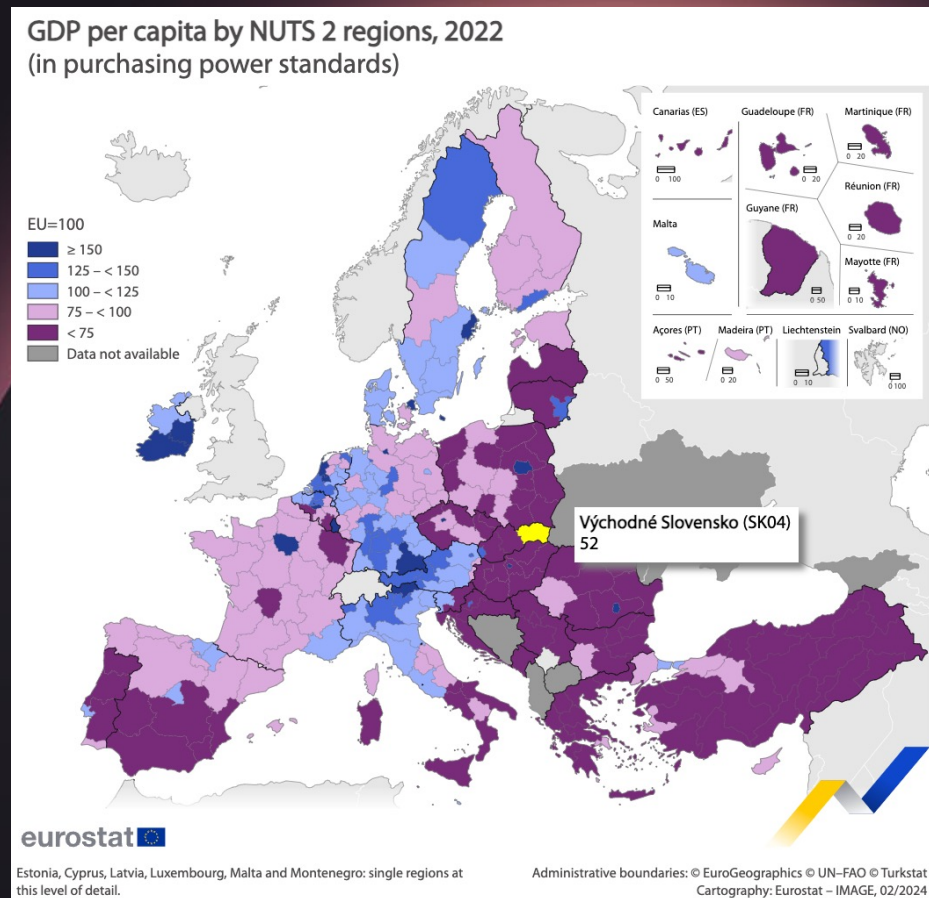 GDP per capita by NUTS 2 regions, 2022
(in purchasing power standards)
EU=100
≥ 150
125 – < 150
100 – < 125
75 – < 100
< 75
Data not available
Canarias (ES)
0 100
Guadeloupe (FR)
0 20
Martinique (FR)
0 20
Réunion (FR)
0 20
Malta
0 10
Guyane (FR)
0 50
Mayotte (FR)
0 10
Açores (PT)
0 50
Madeira (PT)
0 20
Liechtenstein
0 10
Svalbard (NO)
0 100
Východné Slovensko (SK04)
52
eurostat
Estonia, Cyprus, Latvia, Luxembourg, Malta and Montenegro: single regions at
this level of detail.
Administrative boundaries: © EuroGeographics © UN–FAO © Turkstat
Cartography: Eurostat – IMAGE, 02/2024